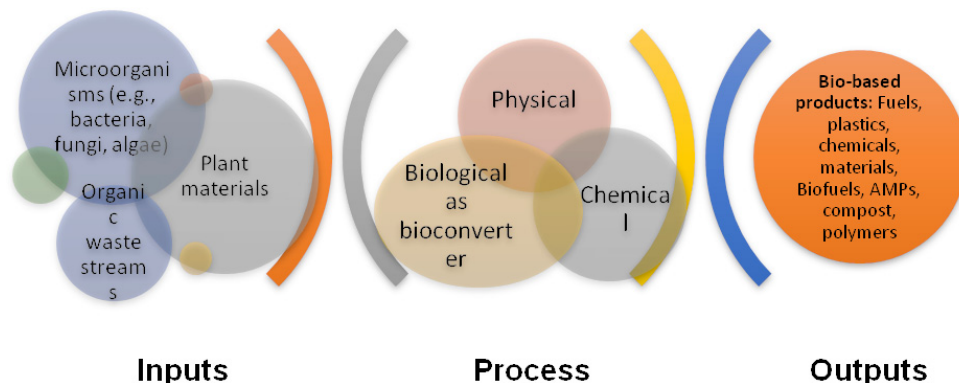 Microorgani
sms (e.g.,
bacteria,
fungi, algae)
Plant
materials
Organi
c
waste
stream
s
Physical
Biological
as
bioconvert
er
Chemica
l
Bio-based
products: Fuels,
plastics,
chemicals,
materials,
Biofuels, AMPs,
compost,
polymers
Inputs
Process
Outputs